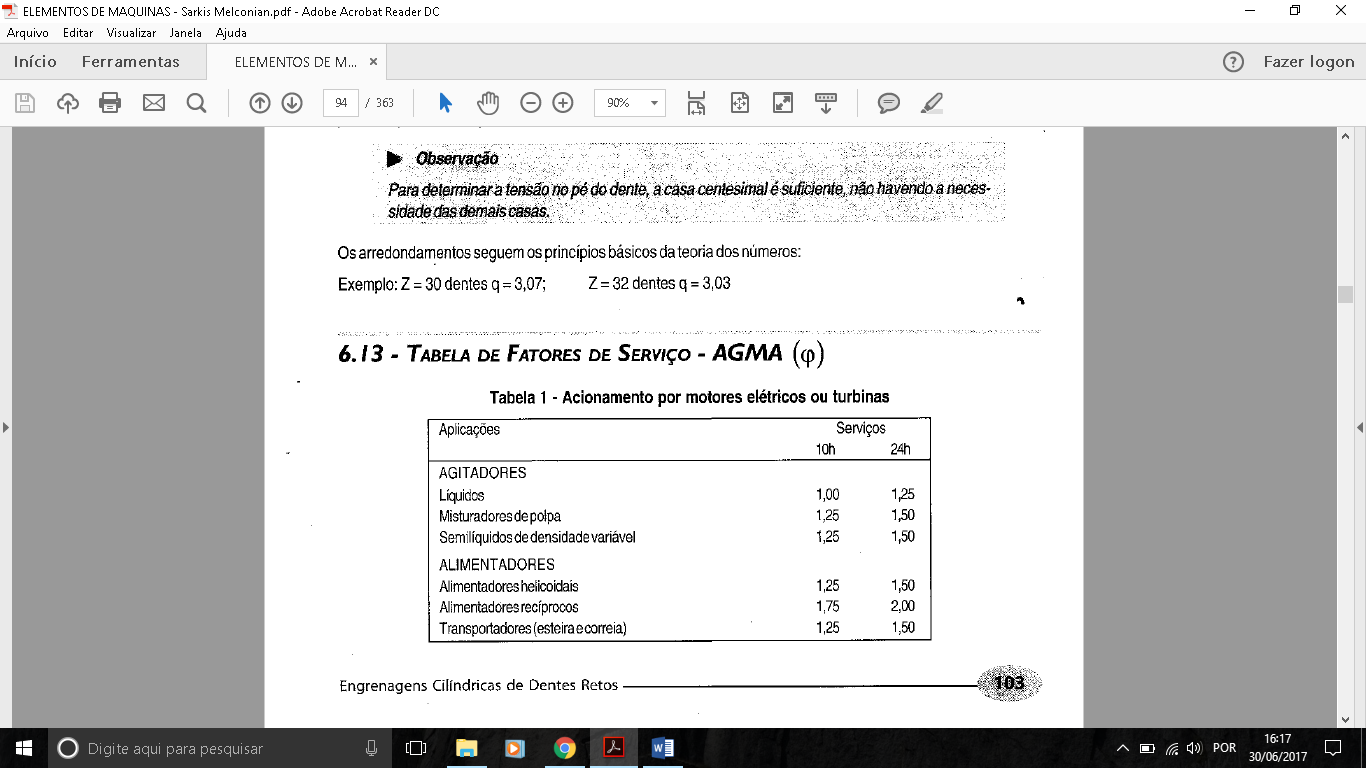 ELEMENTOS DE MAQUINAS - Sarkis Melconian.pdf - Adobe Acrobat Reader DC
Arquivo Editar Visualizar Janela Ajuda
Início Ferramentas ELEMENTOS DE M... × ? Fazer logon
94 / 363 90%
Observação
Para determinar a tensão no pé do dente, a casa centesimal é suficiente, não havendo a neces-
sidade das demais casas.
Os arredondamentos seguem os princípios básicos da teoria dos números:
Exemplo: Z = 30 dentes q = 3,07; Z = 32 dentes q = 3,03
6.13 - TABELA DE FATORES DE SERVIÇO - AGMA (φ)
Tabela 1 - Acionamento por motores elétricos ou turbinas
Aplicações Serviços
10h 24h
AGITADORES
Líquidos 1,00 1,25
Misturadores de polpa 1,25 1,50
Semilíquidos de densidade variável 1,25 1,50
ALIMENTADORES
Alimentadores helicoidais 1,25 1,50
Alimentadores recíprocos 1,75 2,00
Transportadores (esteira e correia) 1,25 1,50
Engrenagens Cilíndricas de Dentes Retos 103
Digite aqui para pesquisar POR 16:17
30/06/2017